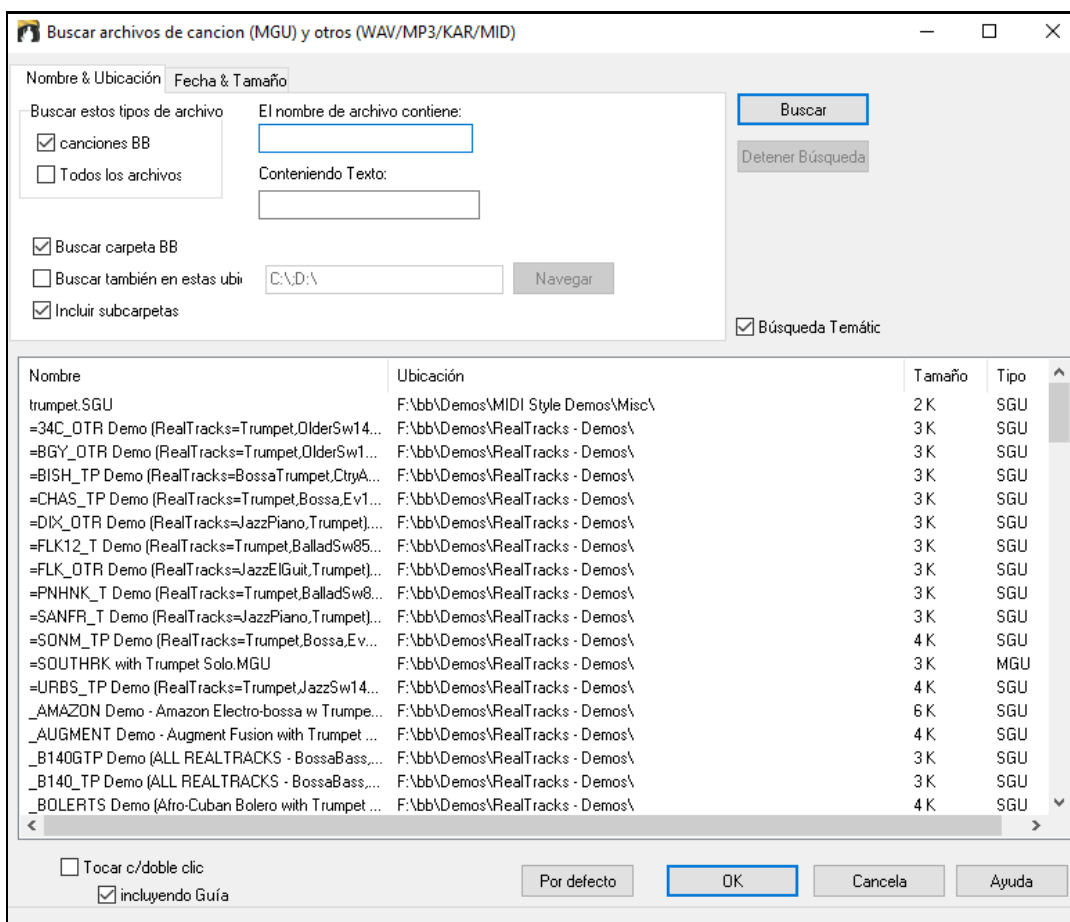 Buscar archivos de cancion (MGU) y otros (WAV/MP3/KAR/MID)
Nombre & Ubicación Fecha & Tamaño
Buscar estos tipos de archivo
canciones BB
Todos los archivos
El nombre de archivo contiene:
Conteniendo Texto:
Buscar
Detener Búsqueda
Buscar carpeta BB
Buscar también en estas ubi C:\;D:\ Navegar
Incluir subcarpetas
Búsqueda Temátic
Nombre Ubicación Tamaño Tipo
trumpet.SGU F:\bb\Demos\MIDI Style Demos\Misc\ 2 K SGU
=34C_OTR Demo (RealTracks=Trumpet,OlderSw14... F:\bb\Demos\RealTracks - Demos\ 3 K SGU
=BGY_OTR Demo (RealTracks=Trumpet,OlderSw1... F:\bb\Demos\RealTracks - Demos\ 3 K SGU
=BISH_TP Demo (RealTracks=BossaTrumpet,CtryA... F:\bb\Demos\RealTracks - Demos\ 3 K SGU
=CHAS_TP Demo (RealTracks=Trumpet,Bossa,Ev1... F:\bb\Demos\RealTracks - Demos\ 3 K SGU
=DIX_OTR Demo (RealTracks=JazzPiano,Trumpet).... F:\bb\Demos\RealTracks - Demos\ 3 K SGU
=FLK12_T Demo (RealTracks=Trumpet,BalladSw85... F:\bb\Demos\RealTracks - Demos\ 3 K SGU
=FLK_OTR Demo (RealTracks=JazzElGuit,Trumpet)... F:\bb\Demos\RealTracks - Demos\ 3 K SGU
=PNHNK_T Demo (RealTracks=Trumpet,BalladSw8... F:\bb\Demos\RealTracks - Demos\ 3 K SGU
=SANFR_T Demo (RealTracks=JazzPiano,Trumpet)... F:\bb\Demos\RealTracks - Demos\ 3 K SGU
=SONM_TP Demo (RealTracks=Trumpet,Bossa,Ev... F:\bb\Demos\RealTracks - Demos\ 4 K SGU
=SOUTHRK with Trumpet Solo.MGU F:\bb\Demos\RealTracks - Demos\ 3 K MGU
=URBS_TP Demo (RealTracks=Trumpet,JazzSw14... F:\bb\Demos\RealTracks - Demos\ 4 K SGU
_AMAZON Demo - Amazon Electro-bossa w Trumpe... F:\bb\Demos\RealTracks - Demos\ 6 K SGU
_AUGMENT Demo - Augment Fusion with Trumpet ... F:\bb\Demos\RealTracks - Demos\ 4 K SGU
_B140GTP Demo (ALL REALTRACKS - BossaBass,... F:\bb\Demos\RealTracks - Demos\ 3 K SGU
_B140_TP Demo (ALL REALTRACKS - BossaBass,... F:\bb\Demos\RealTracks - Demos\ 3 K SGU
_BOLERTS Demo (Afro-Cuban Bolero with Trumpet ... F:\bb\Demos\RealTracks - Demos\ 4 K SGU
Tocar c/doble clic
incluyendo Guía
Por defecto OK Cancela Ayuda